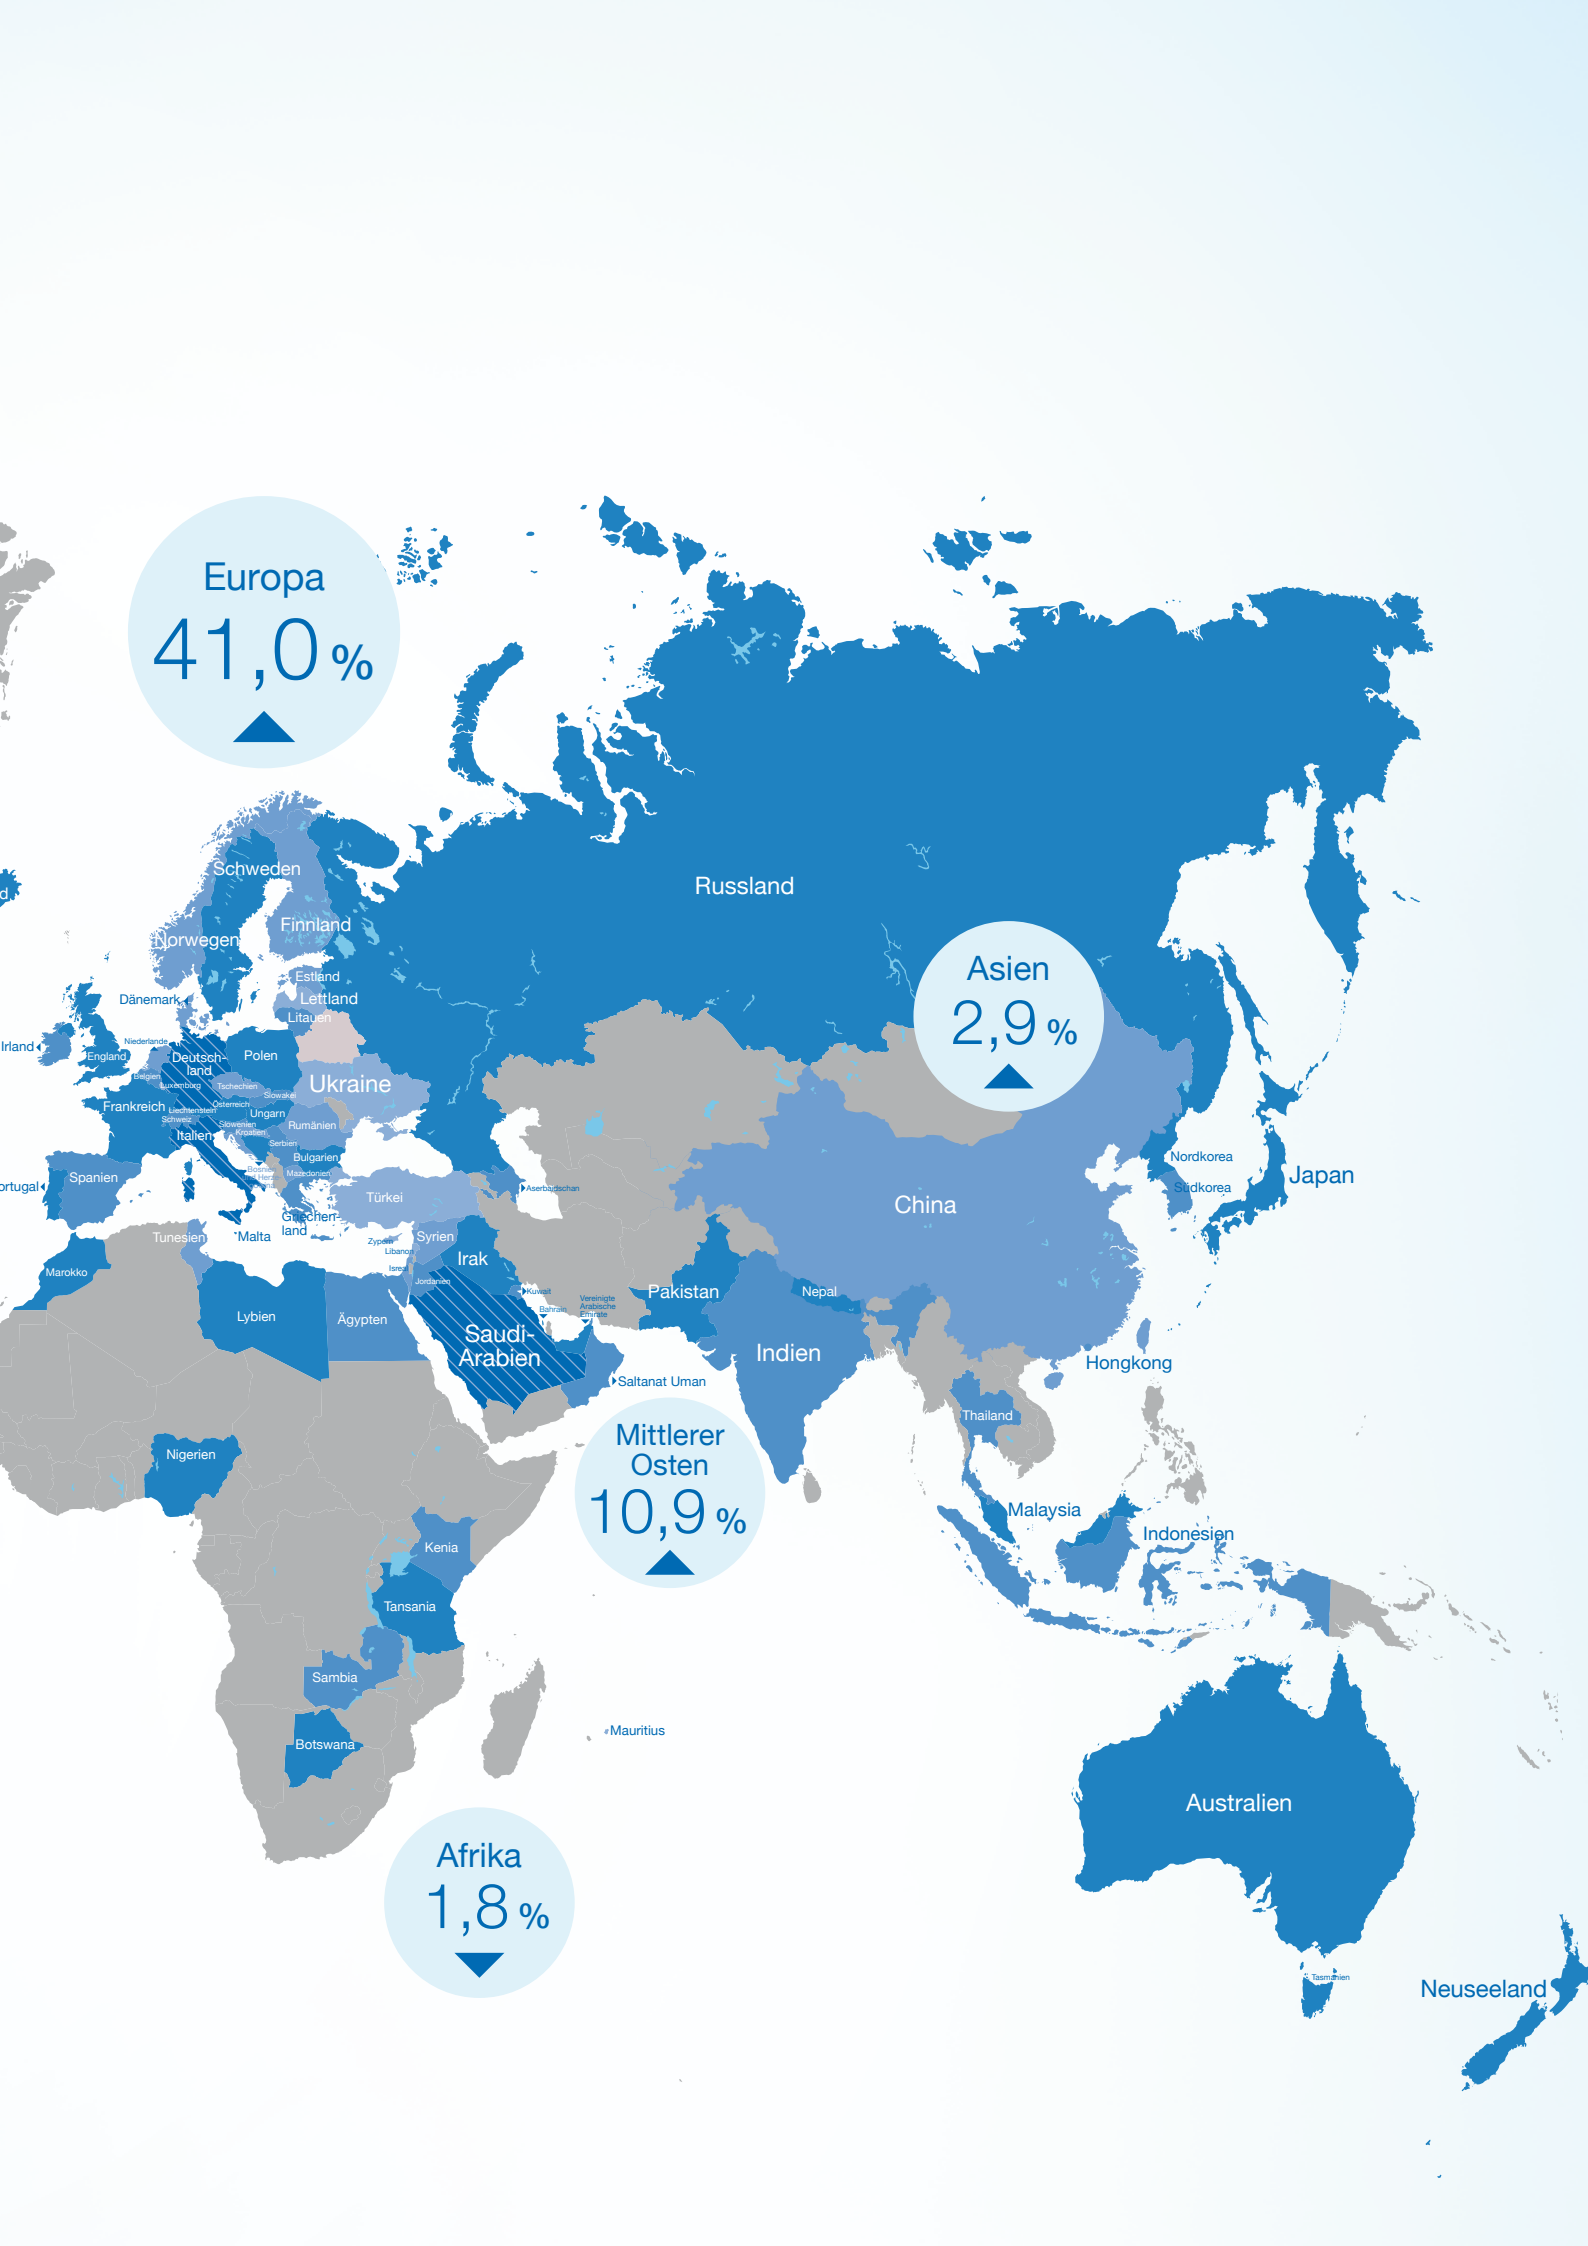 Europa
41,0 %
Schweden
Russland
d
Finnland
Norwegen
Asien
2,9 %
Estland
Dänemark
Lettland
Litauen
Irland
Niederlande
England
Deutsch-
land
Polen
Belgien
Luxemburg
Tschechien
Ukraine
Slowakei
Frankreich
Liechtenstein
Österreich
Ungarn
Schweiz
Slowenien
Rumänien
Italien
Kroatien
Serbien
Bulgarien
Nordkorea
Spanien
Mazedonien
Japan
ortugal
Aserbaidschan
Südkorea
Türkei
China
Griechen-
land
Tunesien
Malta
Zypern
Syrien
Libanon
Irak
Isreal
Marokko
Jordanien
Kuwait
Pakistan
Nepal
Vereinigte
Arabische
Emirate
Bahrain
Lybien
Ägypten
Saudi-
Arabien
Indien
Hongkong
Saltanat Uman
Thailand
Mittlerer
Osten
10,9 %
Nigerien
Malaysia
Indonesien
Kenia
Tansania
Sambia
Mauritius
Botswana
Australien
Afrika
1,8 %
Tasmanien
Neuseeland